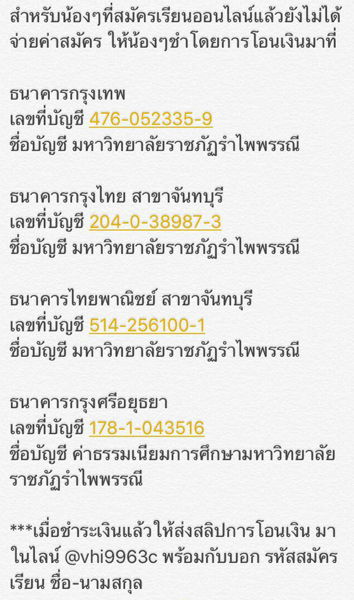 สำหรับน้องๆที่สมัครเรียนออนไลน์แล้วยังไม่ได้
จ่ายค่าสมัคร ให้น้องๆชำโดยการโอนเงินมาที่
ธนาคารกรุงเทพ
เลขที่บัญชี 476-052335-9
ชื่อบัญชี มหาวิทยาลัยราชภัฏรำไพพรรณี
ธนาคารกรุงไทย สาขาจันทบุรี
เลขที่บัญชี 204-0-38987-3
ชื่อบัญชี มหาวิทยาลัยราชภัฏรำไพพรรณี
ธนาคารไทยพาณิชย์ สาขาจันทบุรี
เลขที่บัญชี 514-256100-1
ชื่อบัญชี มหาวิทยาลัยราชภัฏรำไพพรรณี
ธนาคารกรุงศรีอยุธยา
เลขที่บัญชี 178-1-043516
ชื่อบัญชี ค่าธรรมเนียมการศึกษามหาวิทยาลัย
ราชภัฏรำไพพรรณี
***เมื่อชำระเงินแล้วให้ส่งสลิปการโอนเงิน มา
ในไลน์ @vhi9963c พร้อมกับบอก รหัสสมัคร
เรียน ชื่อ-นามสกุล